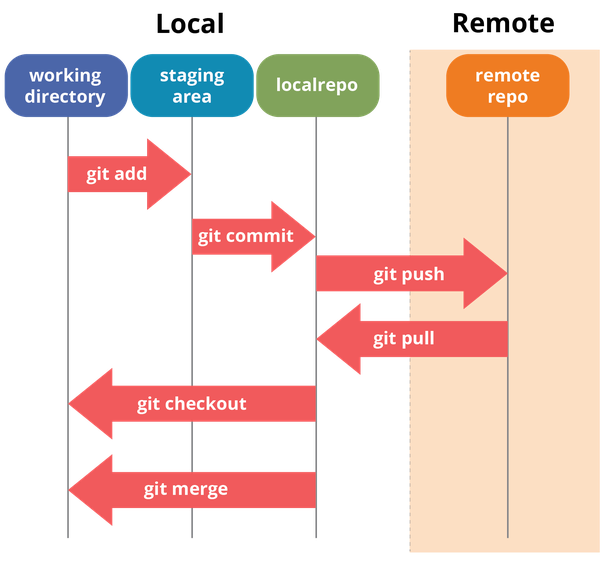 Local
Remote
working
directory
staging
area
localrepo
remote
repo
git add
git commit
git push
git pull
git checkout
git merge